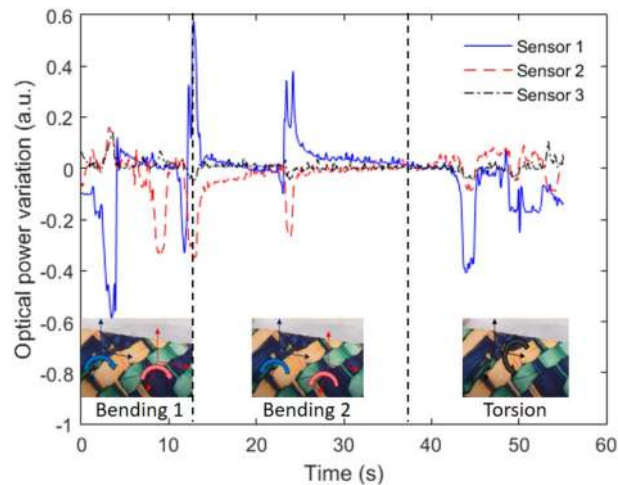 0.6
Sensor 1
Sensor 2
Sensor 3
0.4
0.2
0
-0.2
-0.4
-0.6
-0.8
-1
Optical power variation (a.u.)
Bending 1
Bending 2
Torsion
0 10 20 30 40 50 60
Time (s)